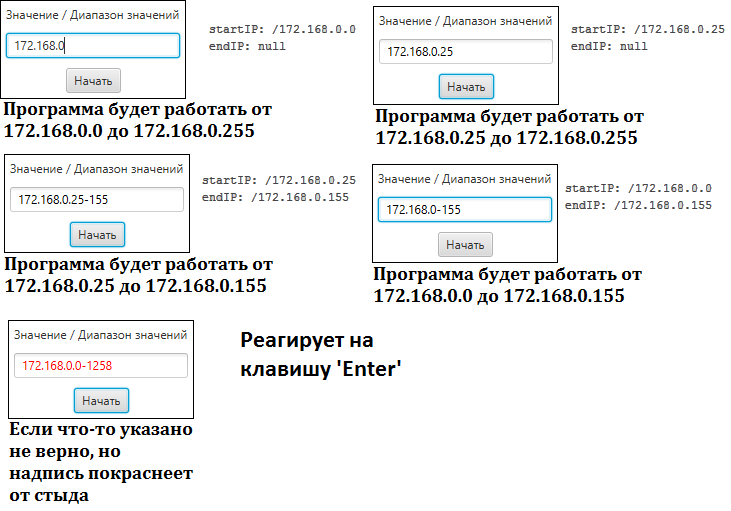 Значение / Диапазон значений
172.168.0
Начать
startIP: /172.168.0.0
endIP: null
Программа будет работать от
172.168.0.0 до 172.168.0.255
Значение / Диапазон значений
172.168.0.25
Начать
startIP: /172.168.0.25
endIP: null
Программа будет работать от
172.168.0.25 до 172.168.0.255
Значение / Диапазон значений
172.168.0.25-155
Начать
startIP: /172.168.0.25
endIP: /172.168.0.155
Программа будет работать от
172.168.0.25 до 172.168.0.155
Значение / Диапазон значений
172.168.0-155
Начать
startIP: /172.168.0.0
endIP: /172.168.0.155
Программа будет работать от
172.168.0.0 до 172.168.0.155
Значение / Диапазон значений
172.168.0.0-1258
Начать
Если что-то указано
не верно, но
надпись покраснеет
от стыда
Реагирует на
клавишу 'Enter'